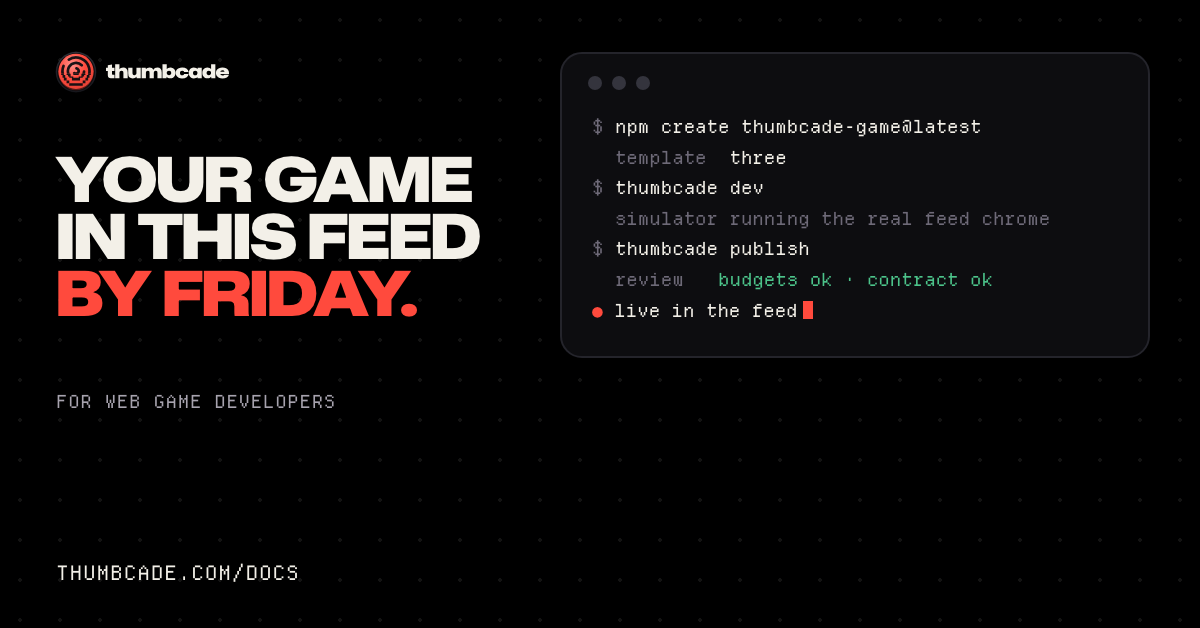 thumbcade
YOUR GAME
IN THIS FEED
BY FRIDAY.
FOR WEB GAME DEVELOPERS
THUMBCADE.COM/DOCS
$ npm create thumbcade-game@latest
template three
$ thumbcade dev
simulator running the real feed chrome
$ thumbcade publish
review budgets ok · contract ok
● live in the feed